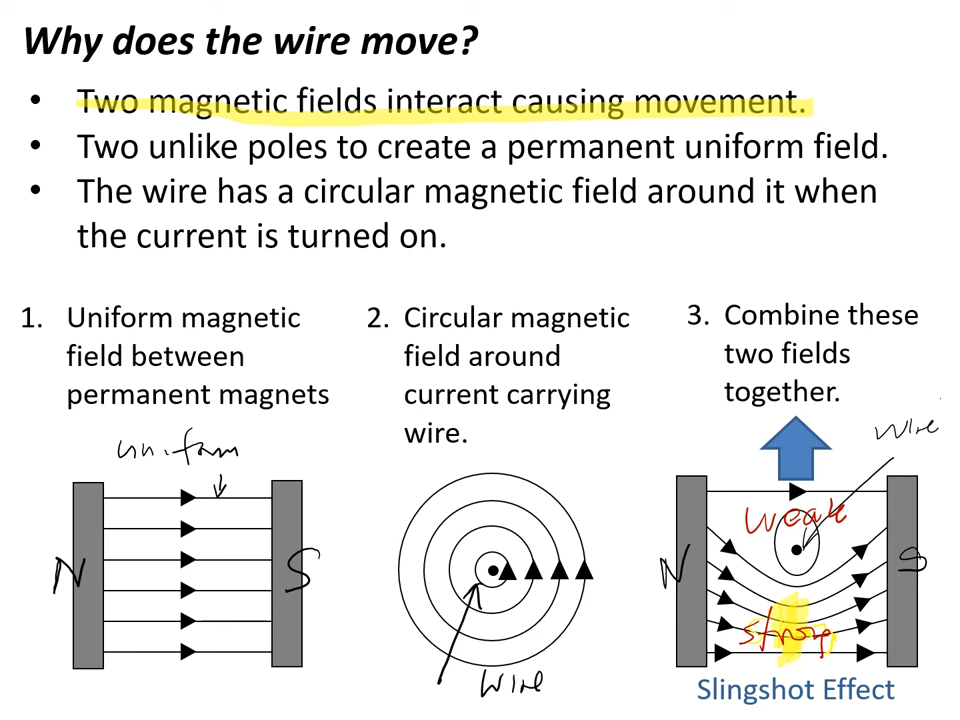 Why does the wire move?
• Two magnetic fields interact causing movement.
• Two unlike poles to create a permanent uniform field.
• The wire has a circular magnetic field around it when
the current is turned on.
1. Uniform magnetic
field between
permanent magnets
2. Circular magnetic
field around
current carrying
wire.
3. Combine these
two fields
together.
uniform
N
S
wire
wire
weak
N
S
strong
Slingshot Effect